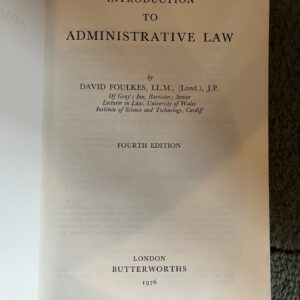 INTRODUCTION
TO
ADMINISTRATIVE LAW
by
DAVID FOULKES, LL.M., (Lond.), J.P.
Of Gray's Inn, Barrister; Senior
Lecturer in Law, University of Wales
Institute of Science and Technology, Cardiff
FOURTH EDITION
LONDON
BUTTERWORTHS
1976